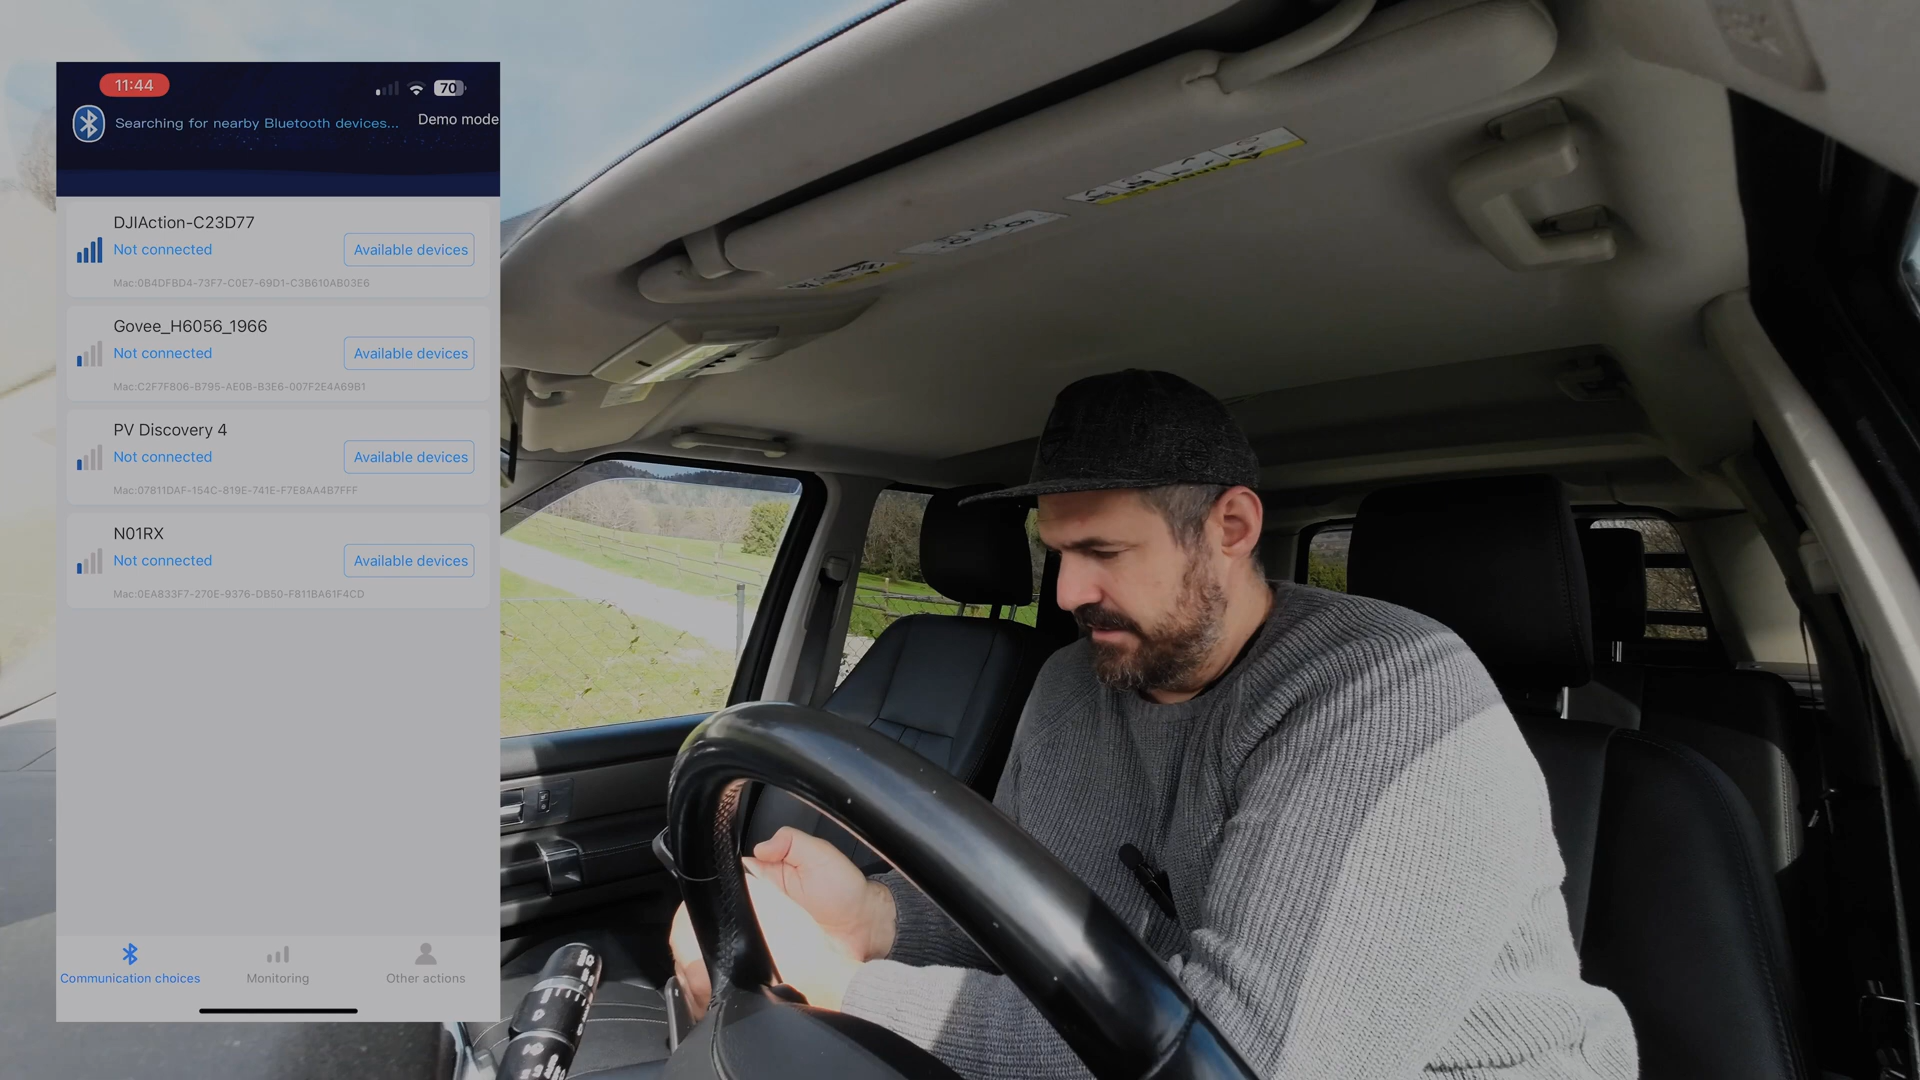 11:44
70
Searching for nearby Bluetooth devices...
Demo mode
DJIAction-C23D77
Not connected
Available devices
Mac:0B4DFBD4-73F7-C0E7-69D1-C3B610AB03E6
Govee_H6056_1966
Not connected
Available devices
Mac:C2F7F806-B795-AE0B-B3E6-007F2E4A69B1
PV Discovery 4
Not connected
Available devices
Mac:07811DAF-154C-819E-741E-F7E8AA4B7FFF
N01RX
Not connected
Available devices
Mac:0EA833F7-270E-9376-DB50-F811BA61F4CD
Communication choices
Monitoring
Other actions